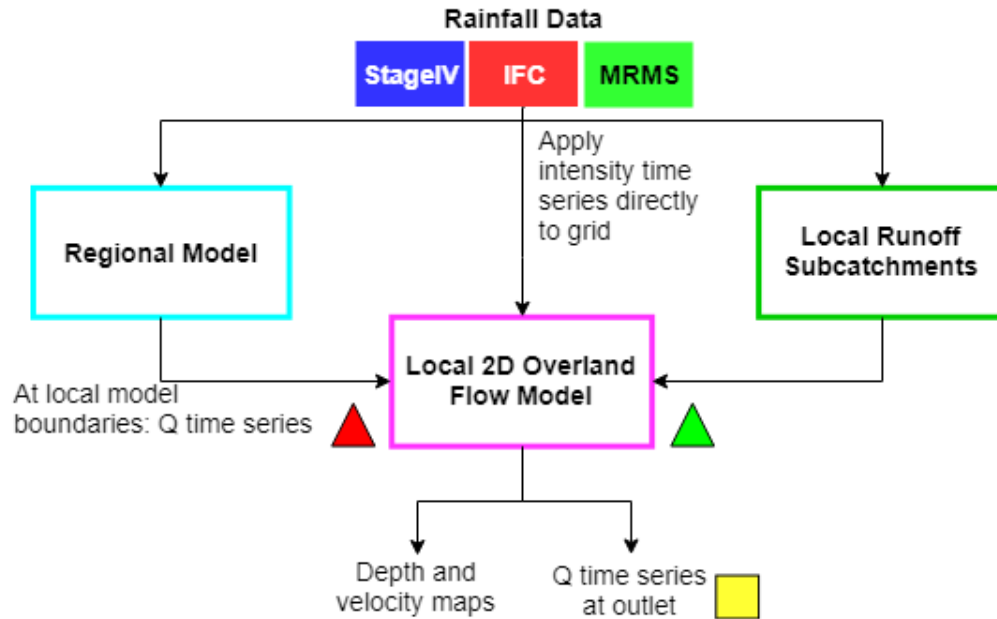 Rainfall Data
StageIV
IFC
MRMS
Apply
intensity time
series directly
to grid
Regional Model
Local Runoff
Subcatchments
Local 2D Overland
Flow Model
At local model
boundaries: Q time series
Depth and
velocity maps
Q time series
at outlet